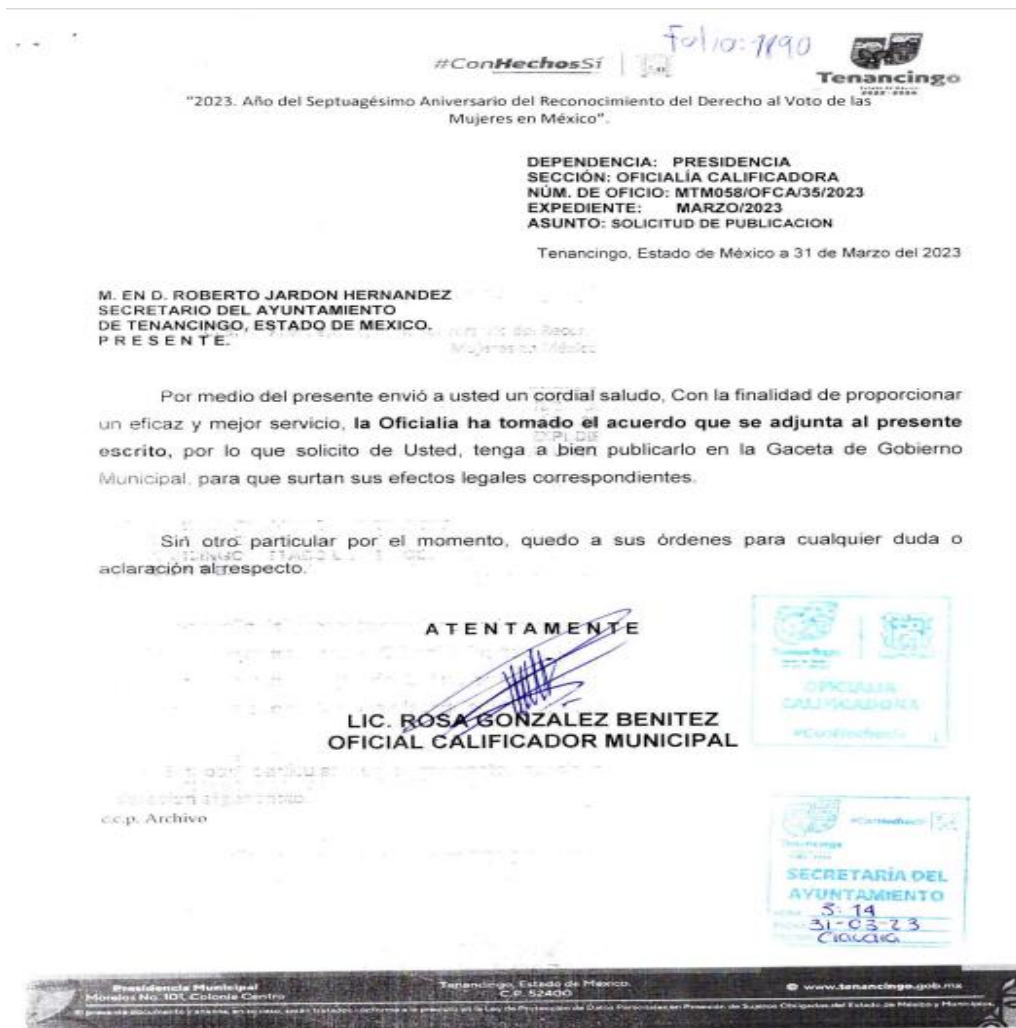 Folio: 1190
#ConHechosSí
Tenancingo
"2023. Año del Septuagésimo Aniversario del Reconocimiento del Derecho al Voto de las
Mujeres en México".
DEPENDENCIA: PRESIDENCIA
SECCIÓN: OFICIALÍA CALIFICADORA
NÚM. DE OFICIO: MTM058/OFCA/35/2023
EXPEDIENTE: MARZO/2023
ASUNTO: SOLICITUD DE PUBLICACION
Tenancingo, Estado de México a 31 de Marzo del 2023
M. EN D. ROBERTO JARDON HERNANDEZ
SECRETARIO DEL AYUNTAMIENTO
DE TENANCINGO, ESTADO DE MEXICO.
P R E S E N T E.
Por medio del presente envió a usted un cordial saludo, Con la finalidad de proporcionar
un eficaz y mejor servicio, la Oficialia ha tomado el acuerdo que se adjunta al presente
escrito, por lo que solicito de Usted, tenga a bien publicarlo en la Gaceta de Gobierno
Municipal, para que surtan sus efectos legales correspondientes.
Sin otro particular por el momento, quedo a sus órdenes para cualquier duda o
aclaración al respecto.
A T E N T A M E N T E
LIC. ROSA GONZALEZ BENITEZ
OFICIAL CALIFICADOR MUNICIPAL
OFICIALIA
CALIFICADORA
#ConHechosSí
c.c.p. Archivo
#ConHechosSí
Tenancingo
SECRETARÍA DEL
AYUNTAMIENTO
3:14
31-03-23
Claudia
Presidencia Municipal
Morelos No. 101, Colonia Centro
Tenancingo, Estado de México.
C.P. 52400
www.tenancingo.gob.mx